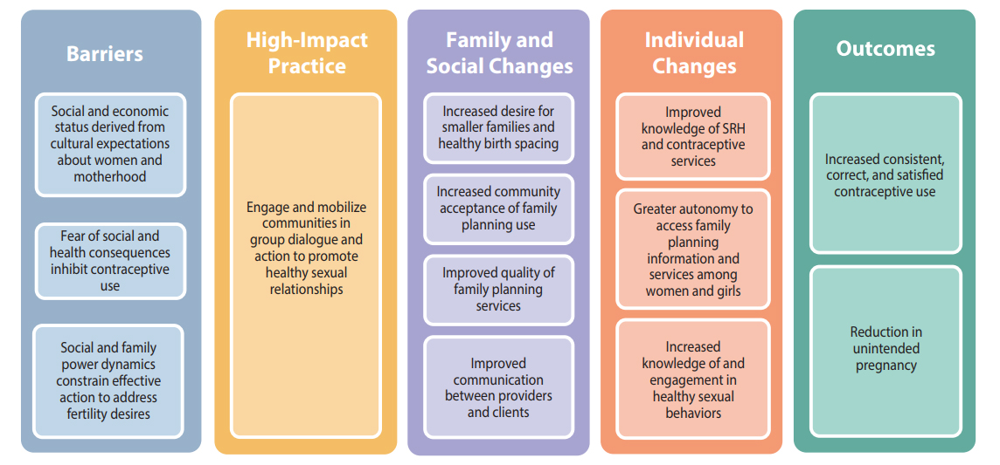 Barriers
Social and economic
status derived from
cultural expectations
about women and
motherhood
Fear of social and
health consequences
inhibit contraceptive
use
Social and family
power dynamics
constrain effective
action to address
fertility desires
High-Impact
Practice
Engage and mobilize
communities in
group dialogue and
action to promote
healthy sexual
relationships
Family and
Social Changes
Increased desire for
smaller families and
healthy birth spacing
Increased community
acceptance of family
planning use
Improved quality of
family planning
services
Improved
communication
between providers
and clients
Individual
Changes
Improved
knowledge of SRH
and contraceptive
services
Greater autonomy to
access family
planning
information and
services among
women and girls
Increased
knowledge of and
engagement in
healthy sexual
behaviors
Outcomes
Increased consistent,
correct, and satisfied
contraceptive use
Reduction in
unintended
pregnancy